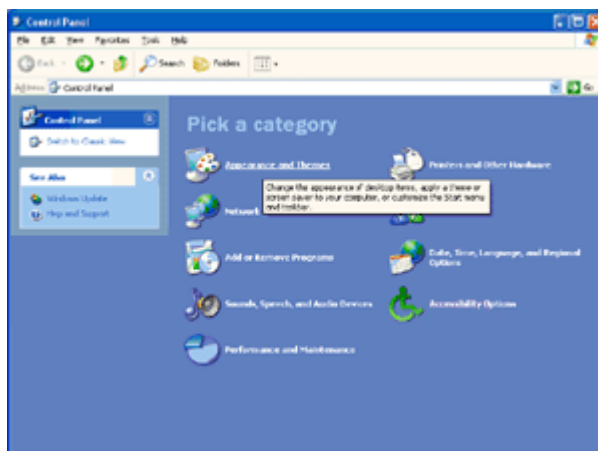 Control Panel
File Edit View Favorites Tools Help
Back Search Folders
Address Control Panel Go
Control Panel
Switch to Classic View
See Also
Windows Update
Help and Support
Pick a category
Appearance and Themes
Printers and Other Hardware
Change the appearance of desktop items, apply a theme or
screen saver to your computer, or customize the Start menu
and taskbar.
Network
Add or Remove Programs
Date, Time, Language, and Regional
Options
Sounds, Speech, and Audio Devices
Accessibility Options
Performance and Maintenance